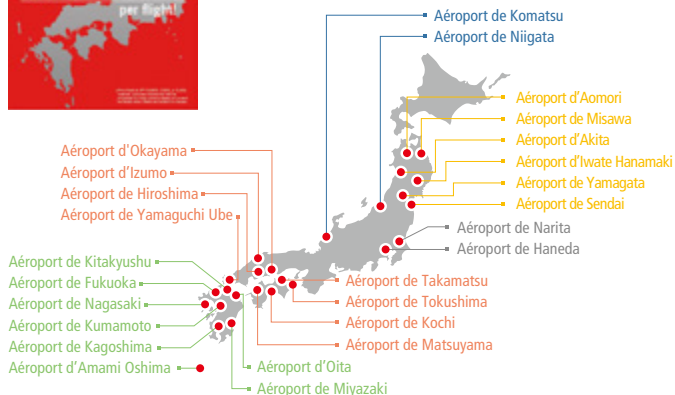 per flight!
Aéroport de Komatsu
Aéroport de Niigata
Aéroport d'Aomori
Aéroport de Misawa
Aéroport d'Akita
Aéroport d'Iwate Hanamaki
Aéroport de Yamagata
Aéroport de Sendai
Aéroport de Narita
Aéroport de Haneda
Aéroport d'Okayama
Aéroport d'Izumo
Aéroport de Hiroshima
Aéroport de Yamaguchi Ube
Aéroport de Kitakyushu
Aéroport de Fukuoka
Aéroport de Nagasaki
Aéroport de Kumamoto
Aéroport de Kagoshima
Aéroport d'Amami Oshima
Aéroport de Takamatsu
Aéroport de Tokushima
Aéroport de Kochi
Aéroport de Matsuyama
Aéroport d'Oita
Aéroport de Miyazaki